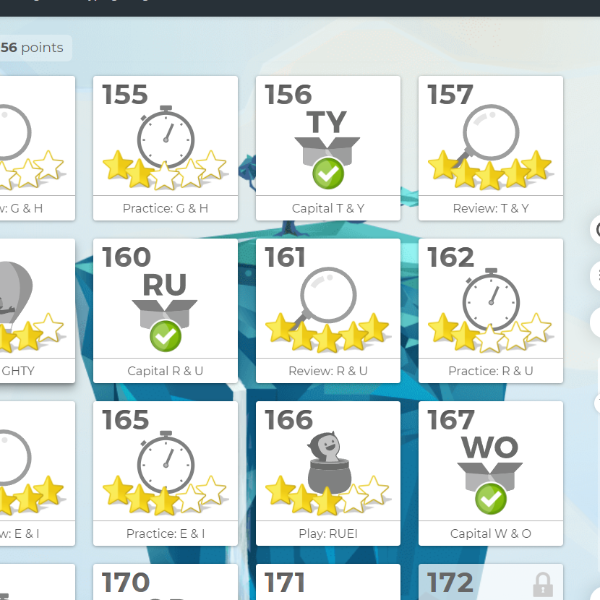 56 points
155
156
157
TY
w: G & H
Practice: G & H
Capital T & Y
Review: T & Y
160
161
162
RU
GHTY
Capital R & U
Review: R & U
Practice: R & U
165
166
167
WO
w: E & I
Practice: E & I
Play: RUEI
Capital W & O
170
171
172